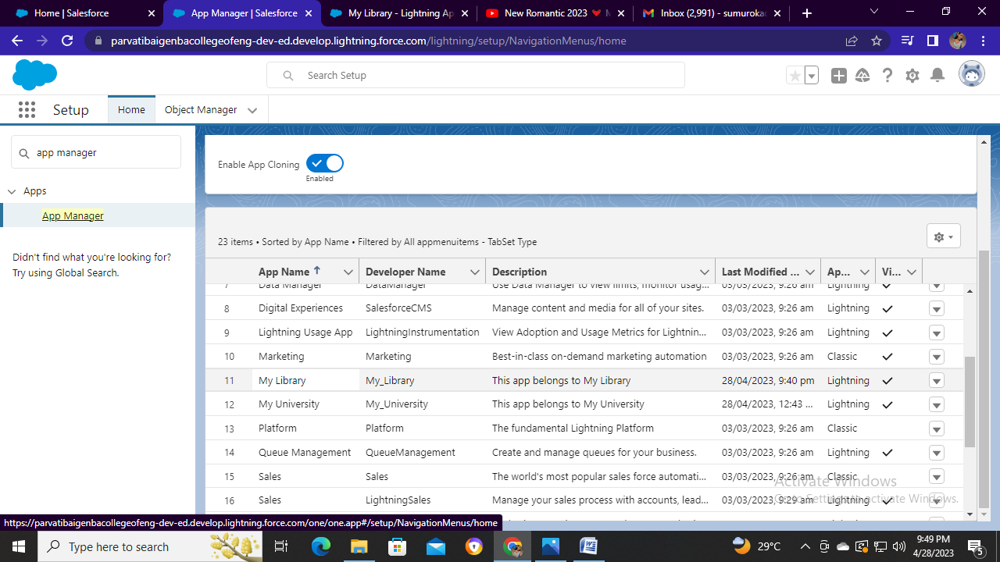 Home | Salesforce
App Manager | Salesforce
My Library - Lightning Ap
New Romantic 2023
Inbox (2,991) - sumuroka
parvatibaigenbacollegeofeng-dev-ed.develop.lightning.force.com/lightning/setup/NavigationMenus/home
Search Setup
Setup
Home
Object Manager
app manager
Apps
App Manager
Didn't find what you're looking for?
Try using Global Search.
Enable App Cloning
Enabled
23 items • Sorted by App Name • Filtered by All appmenuitems - TabSet Type
App Name Developer Name Description Last Modified ... Ap... Vi...
7 Data Manager DataManager Use Data Manager to view limits, monitor usag... 03/03/2023, 9:26 am Lightning
8 Digital Experiences SalesforceCMS Manage content and media for all of your sites. 03/03/2023, 9:26 am Lightning
9 Lightning Usage App LightningInstrumentation View Adoption and Usage Metrics for Lightnin... 03/03/2023, 9:26 am Lightning
10 Marketing Marketing Best-in-class on-demand marketing automation 03/03/2023, 9:26 am Classic
11 My Library My_Library This app belongs to My Library 28/04/2023, 9:40 pm Lightning
12 My University My_University This app belongs to My University 28/04/2023, 12:43 ... Lightning
13 Platform Platform The fundamental Lightning Platform 03/03/2023, 9:26 am Classic
14 Queue Management QueueManagement Create and manage queues for your business. 03/03/2023, 9:26 am Lightning
15 Sales Sales The world's most popular sales force automati... 03/03/2023, 9:26 am Classic
16 Sales LightningSales Manage your sales process with accounts, lead... 03/03/2023, 9:29 am Lightning
Activate Windows
Go to Settings to activate Windows.
https://parvatibaigenbacollegeofeng-dev-ed.develop.lightning.force.com/one/one.app#/setup/NavigationMenus/home
Type here to search
29°C
9:49 PM
4/28/2023
5